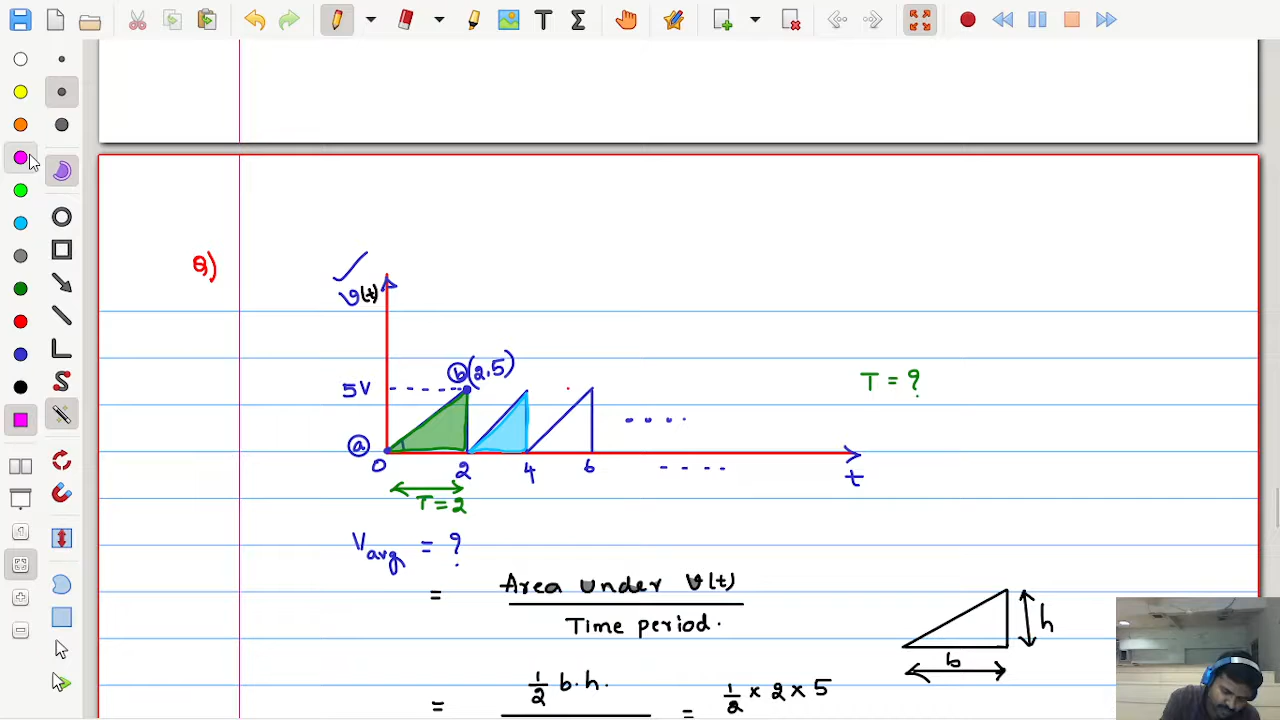 Q)
v(t)
5V
b (2,5)
T = ?
a
0 2 4 6
t
T = 2
Vavg = ?
= Area under v(t)
Time period.
h
b
= 1/2 b.h. = 1/2 × 2 × 5